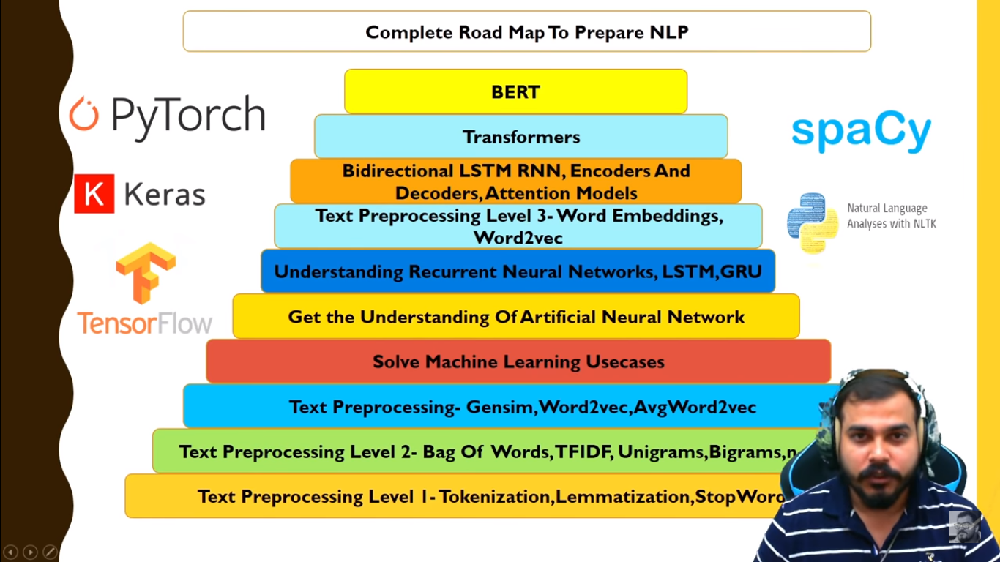 Complete Road Map To Prepare NLP
BERT
PyTorch
Transformers
spaCy
Bidirectional LSTM RNN, Encoders And
Decoders, Attention Models
K Keras
Text Preprocessing Level 3- Word Embeddings,
Word2vec
Natural Language
Analyses with NLTK
Understanding Recurrent Neural Networks, LSTM,GRU
TensorFlow
Get the Understanding Of Artificial Neural Network
Solve Machine Learning Usecases
Text Preprocessing- Gensim,Word2vec,AvgWord2vec
Text Preprocessing Level 2- Bag Of Words,TFIDF, Unigrams,Bigrams,
Text Preprocessing Level 1- Tokenization,Lemmatization,